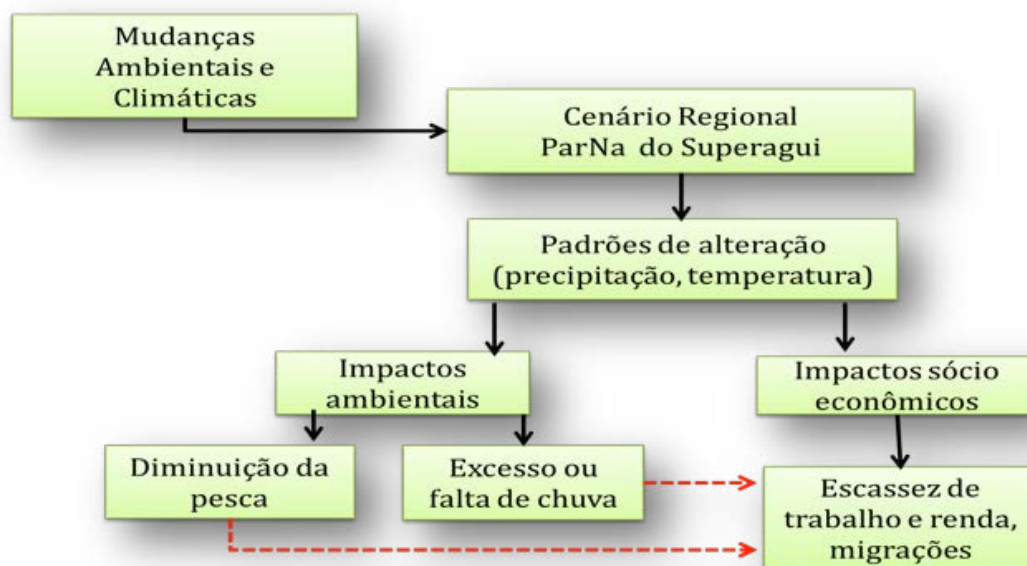 Mudanças
Ambientais e
Climáticas
Cenário Regional
ParNa do Superagui
Padrões de alteração
(precipitação, temperatura)
Impactos
ambientais
Impactos sócio
econômicos
Diminuição da
pesca
Excesso ou
falta de chuva
Escassez de
trabalho e renda,
migrações